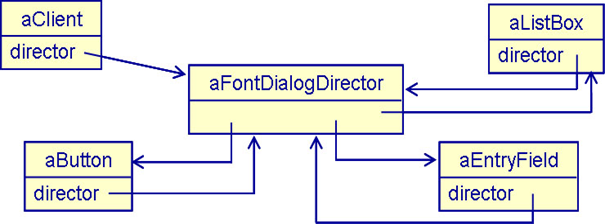 aClient
director
aListBox
director
aFontDialogDirector
aButton
director
aEntryField
director